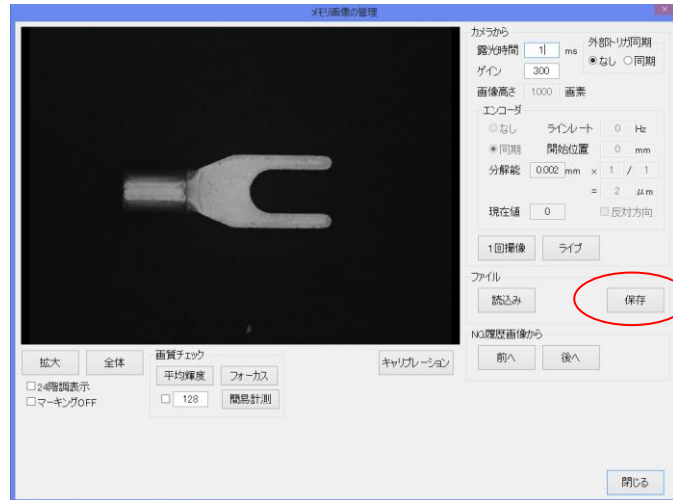 メモリ画像の管理
カメラから
露光時間 1 ms
外部トリガ同期
なし 同期
ゲイン 300
画像高さ 1000 画素
エンコーダ
なし ラインレート 0 Hz
同期 開始位置 0 mm
分解能 0.002 mm × 1 / 1
= 2 μm
現在値 0 反対方向
1回撮像 ライブ
ファイル
読込み 保存
NG履歴画像から
前へ 後へ
拡大 全体
画質チェック
平均輝度 フォーカス
キャリブレーション
24階調表示
マーキングOFF
128 簡易計測
閉じる